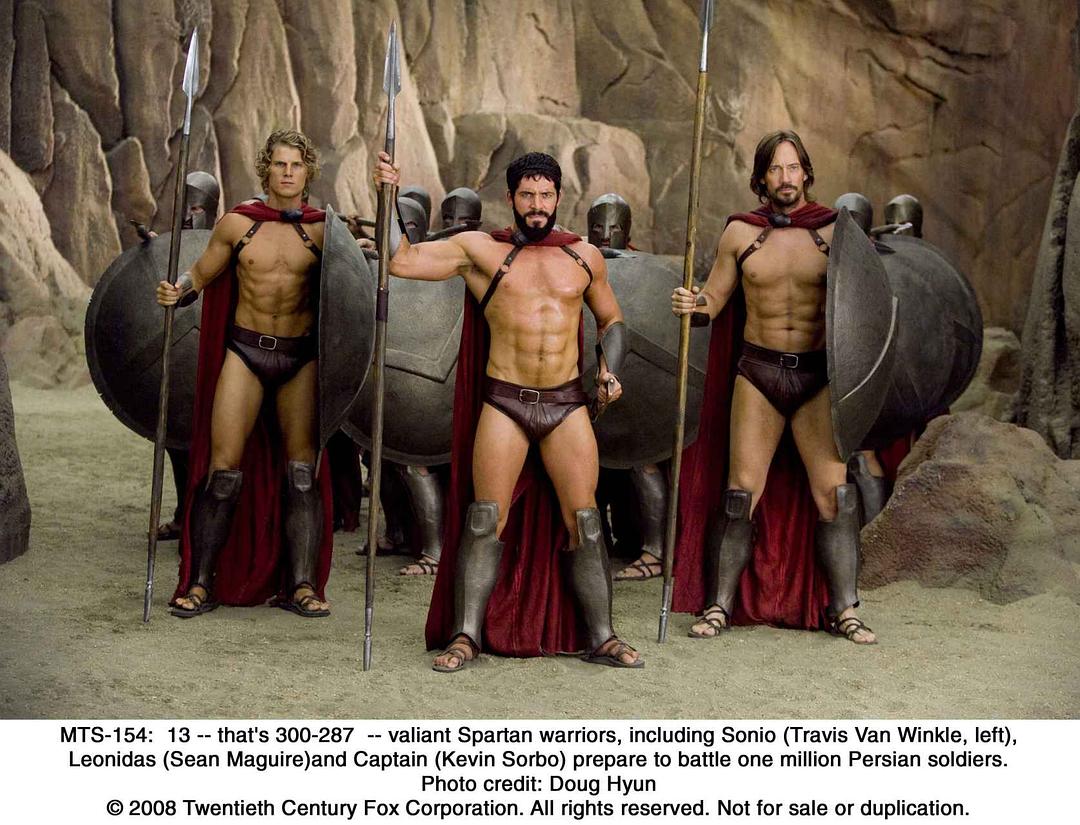 MTS-154:  13 -- that's 300-287  -- valiant Spartan warriors, including Sonio (Travis Van Winkle, left),
Leonidas (Sean Maguire)and Captain (Kevin Sorbo) prepare to battle one million Persian soldiers.
Photo credit: Doug Hyun
© 2008 Twentieth Century Fox Corporation. All rights reserved. Not for sale or duplication.